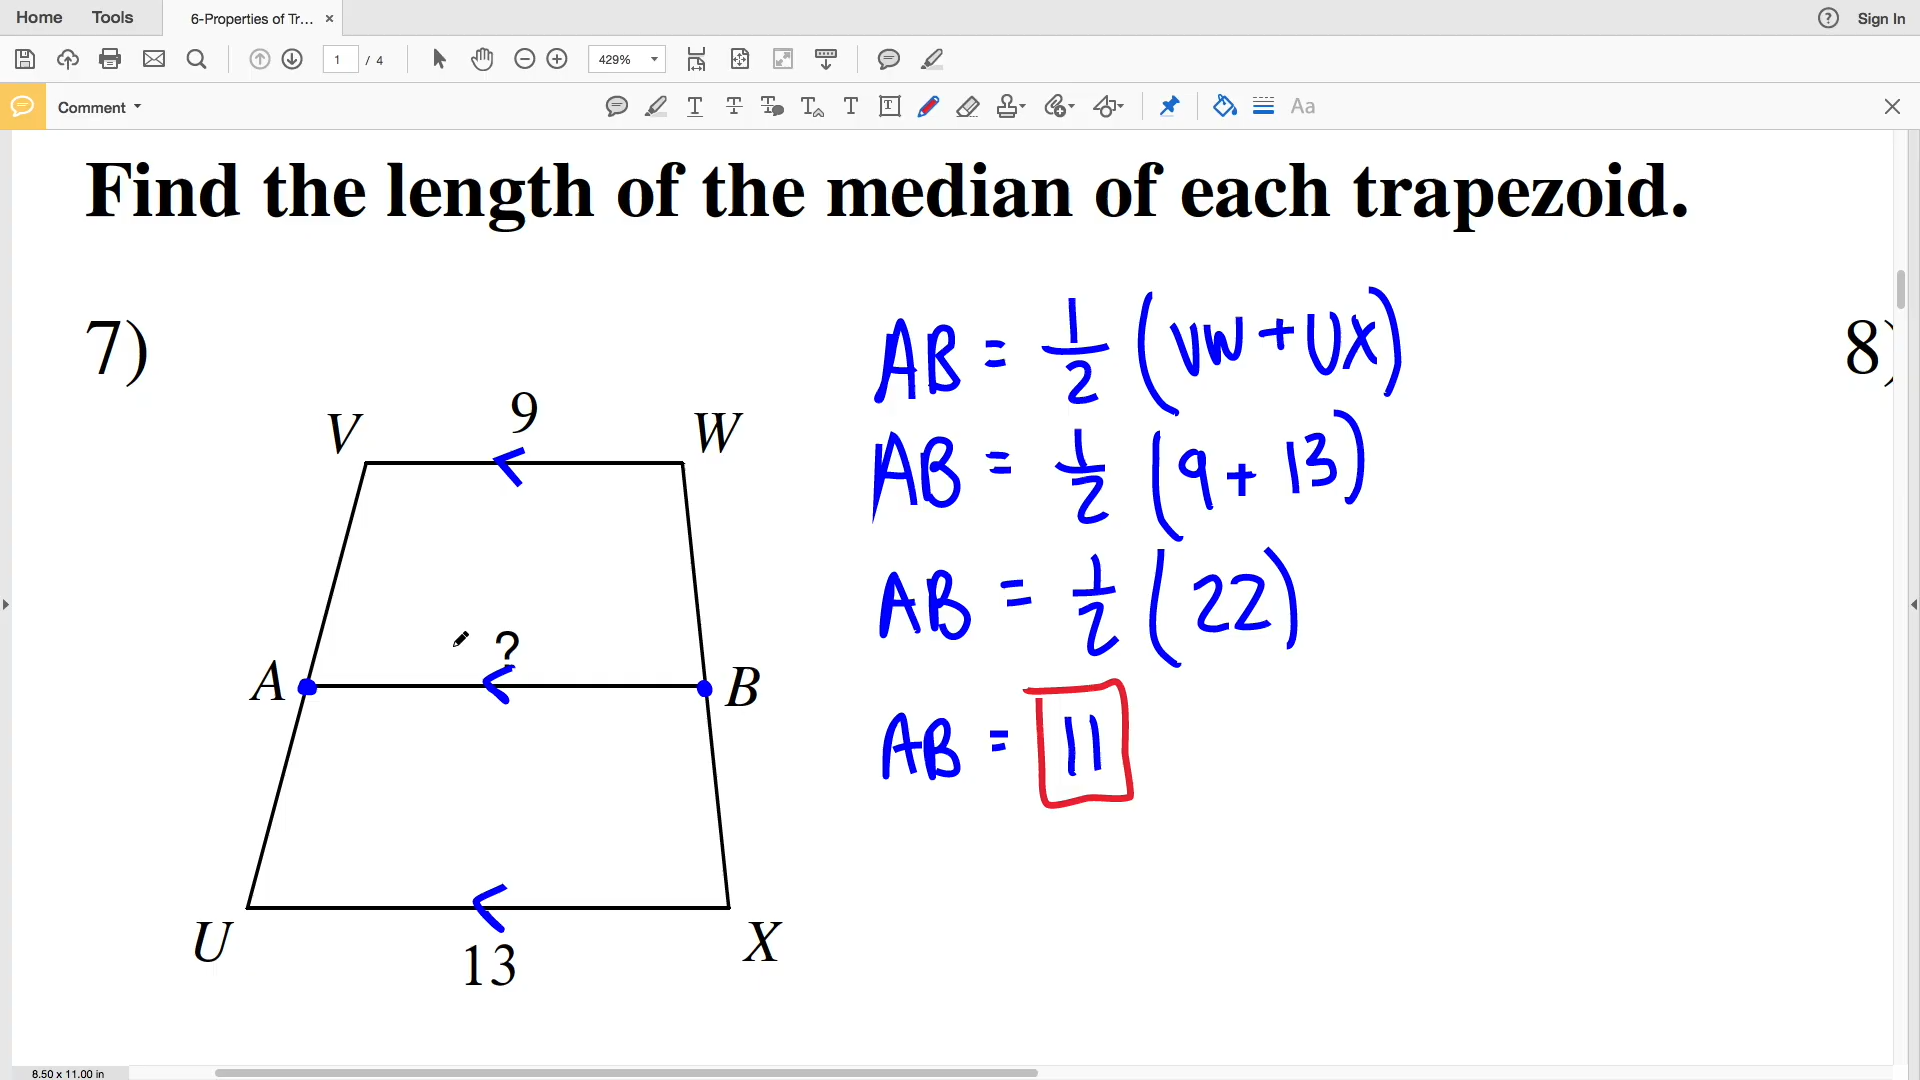 Home Tools 6-Properties of Tr... × ? Sign In
1 / 4 429%
Comment Aa
Find the length of the median of each trapezoid.
7)
8)
V 9 W
A ? B
U 13 X
AB = 1/2 (VW + UX)
AB = 1/2 (9 + 13)
AB = 1/2 (22)
AB = 11
8.50 x 11.00 in